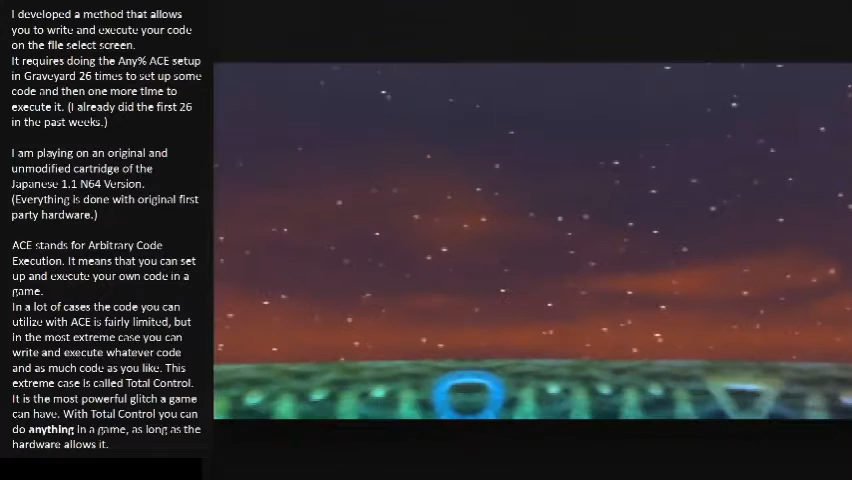 I developed a method that allows
you to write and execute your code
on the file select screen.
It requires doing the Any% ACE setup
in Graveyard 26 times to set up some
code and then one more time to
execute it. (I already did the first 26
in the past weeks.)
I am playing on an original and
unmodified cartridge of the
Japanese 1.1 N64 Version.
(Everything is done with original first
party hardware.)
ACE stands for Arbitrary Code
Execution. It means that you can set
up and execute your own code in a
game.
In a lot of cases the code you can
utilize with ACE is fairly limited, but
in the most extreme case you can
write and execute whatever code
and as much code as you like. This
extreme case is called Total Control.
It is the most powerful glitch a game
can have. With Total Control you can
do anything in a game, as long as the
hardware allows it.